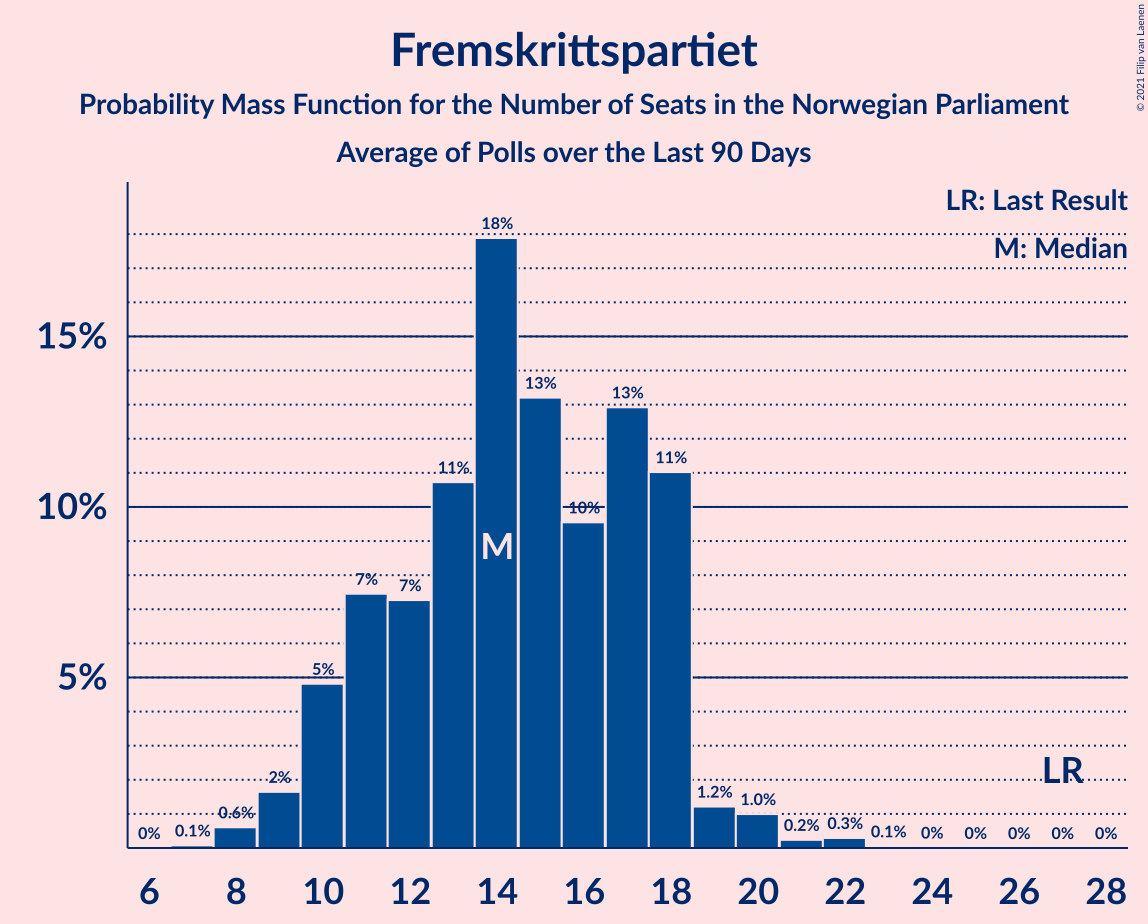 Fremskrittspartiet
Probability Mass Function for the Number of Seats in the Norwegian Parliament
Average of Polls over the Last 90 Days
© 2021 Filip van Laenen
LR: Last Result
M: Median
15%
10%
5%
0% 0.1% 0.6% 2% 5% 7% 7% 11% 18% 13% 10% 13% 11% 1.2% 1.0% 0.2% 0.3% 0.1% 0% 0% 0% 0% 0%
M
LR
6 8 10 12 14 16 18 20 22 24 26 28